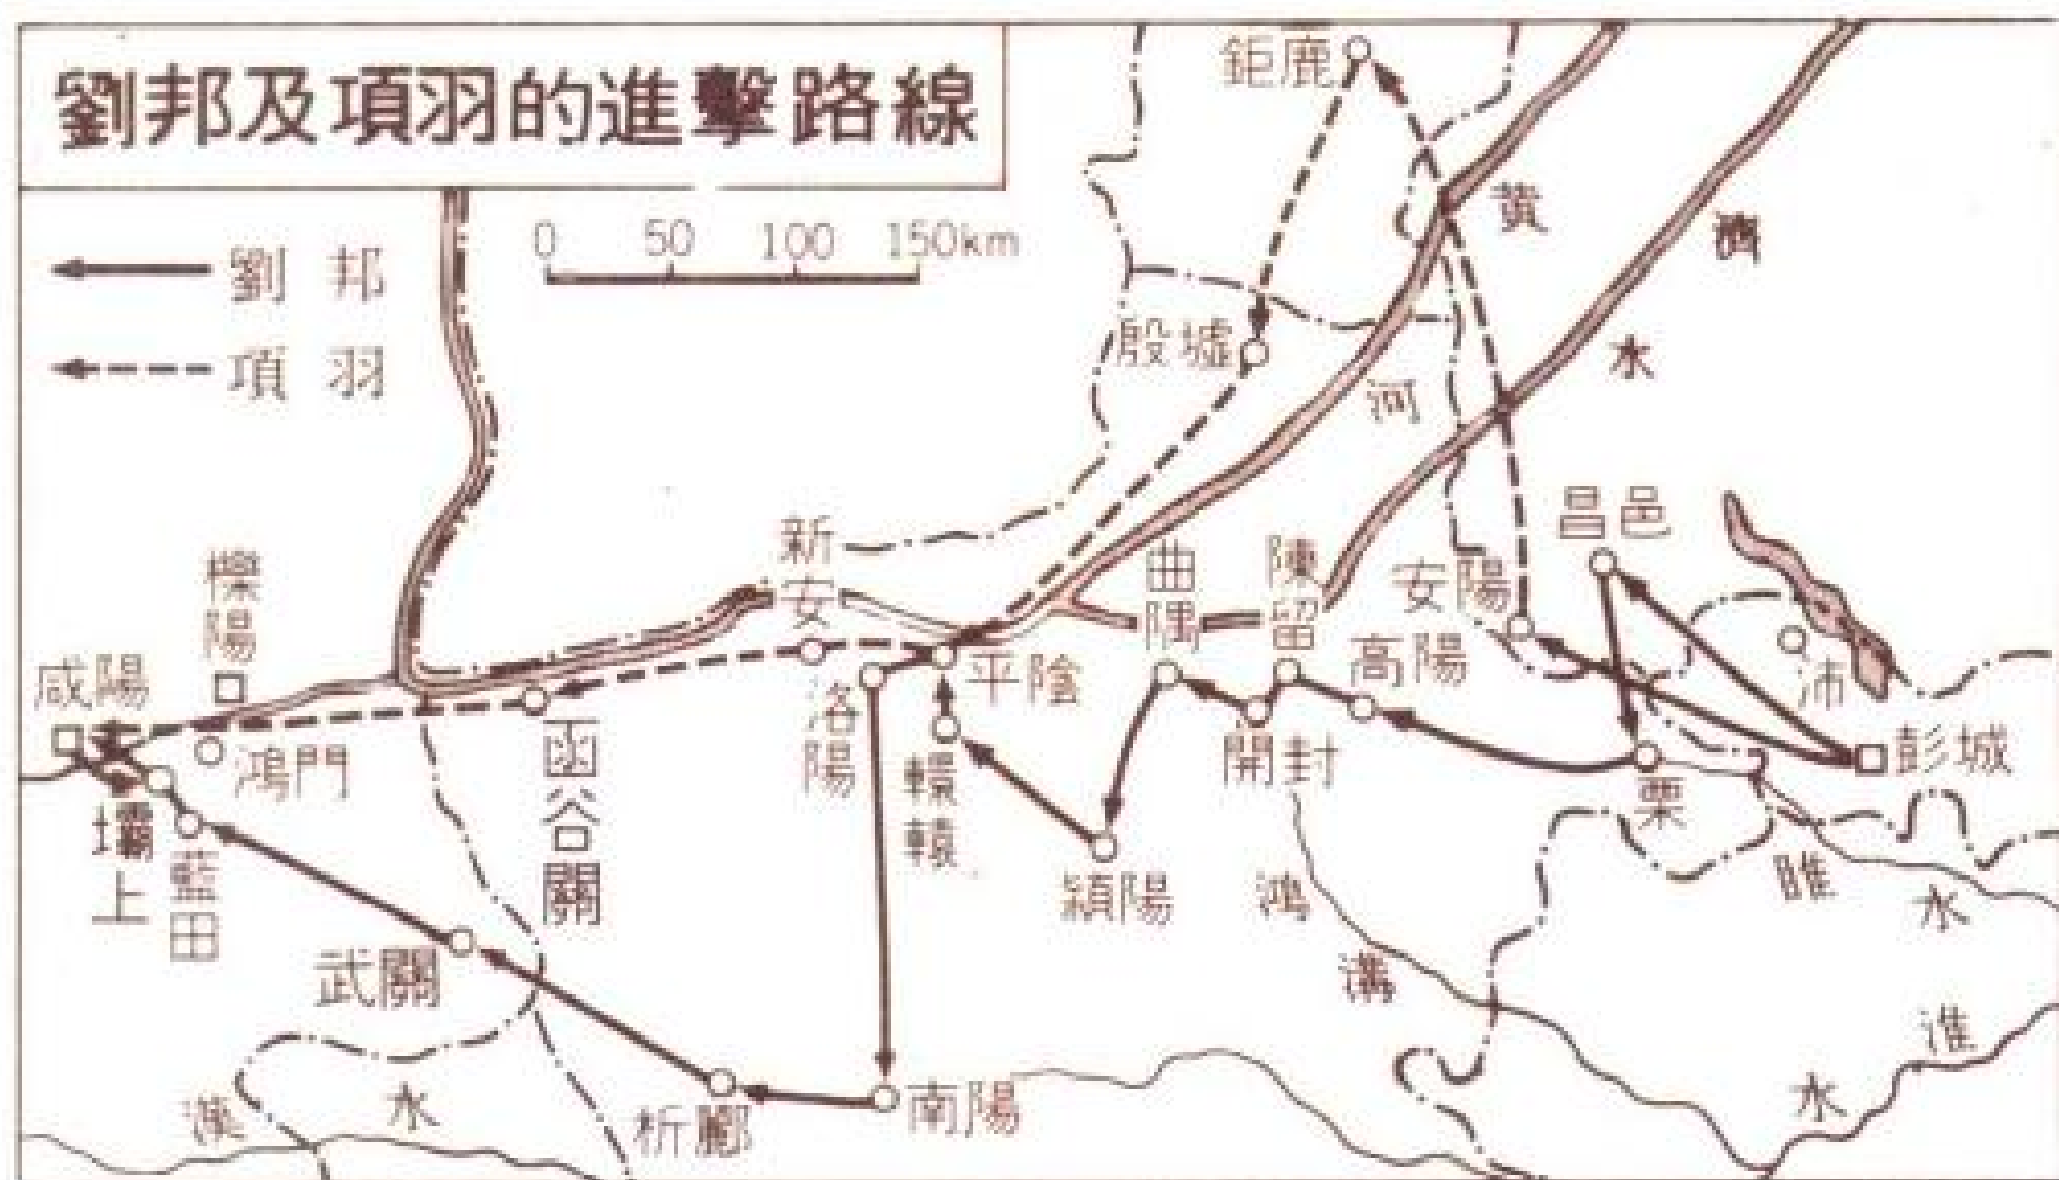 劉邦及項羽的進擊路線
劉邦
項羽
0 50 100 150km
鉅鹿
黄河
濟水
殷墟
新安
曲隅
陳留
安陽
昌邑
櫟陽
咸陽
鴻門
函谷關
洛陽
平陰
轘轅
開封
高陽
沛
彭城
栗
壩上
藍田
武關
潁陽
鴻溝
睢水
淮水
漢水
析酈
南陽